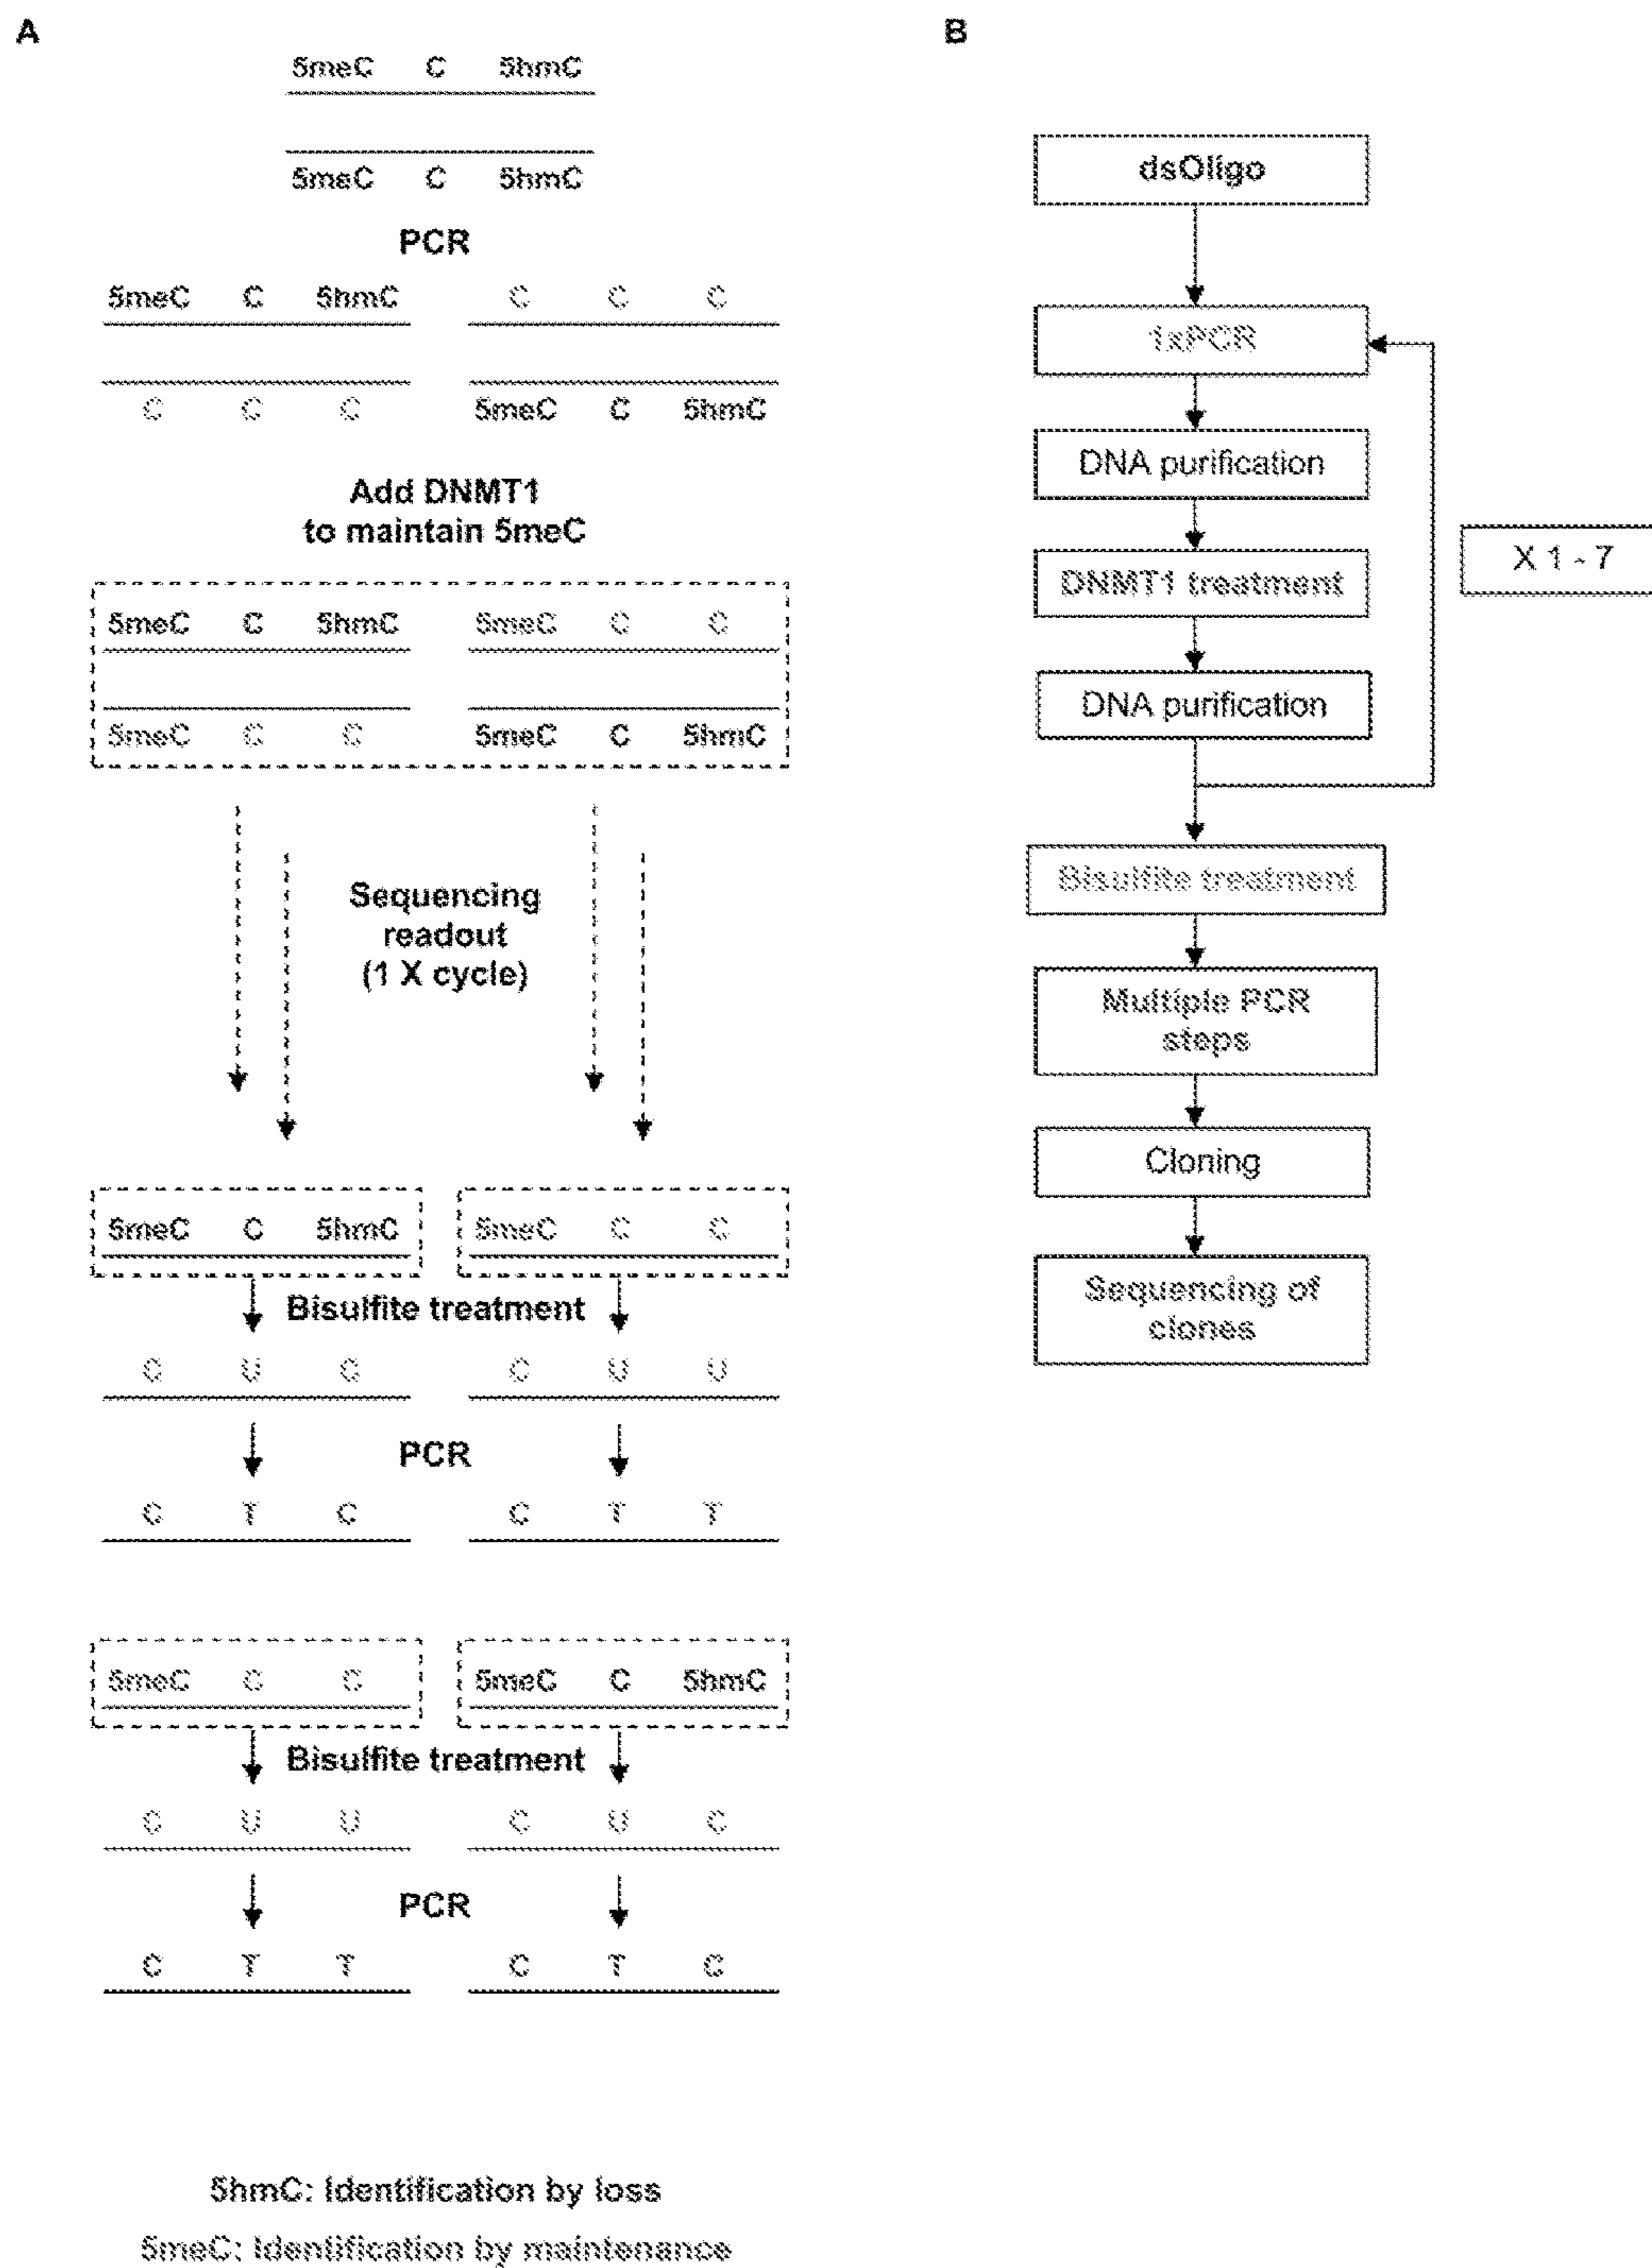 A
5meC C 5hmC
5meC C 5hmC
PCR
5meC C 5hmC C C C
C C C 5meC C 5hmC
Add DNMT1
to maintain 5meC
5meC C 5hmC 5meC C C
5meC C C 5meC C 5hmC
Sequencing
readout
(1 X cycle)
5meC C 5hmC 5meC C C
Bisulfite treatment
C U C C U U
PCR
C T C C T T
5meC C C 5meC C 5hmC
Bisulfite treatment
C U U C U C
PCR
C T T C T C
5hmC: Identification by loss
5meC: Identification by maintenance
B
dsOligo
1xPCR
DNA purification
DNMT1 treatment
DNA purification
X 1 - 7
Bisulfite treatment
Multiple PCR
steps
Cloning
Sequencing of
clones